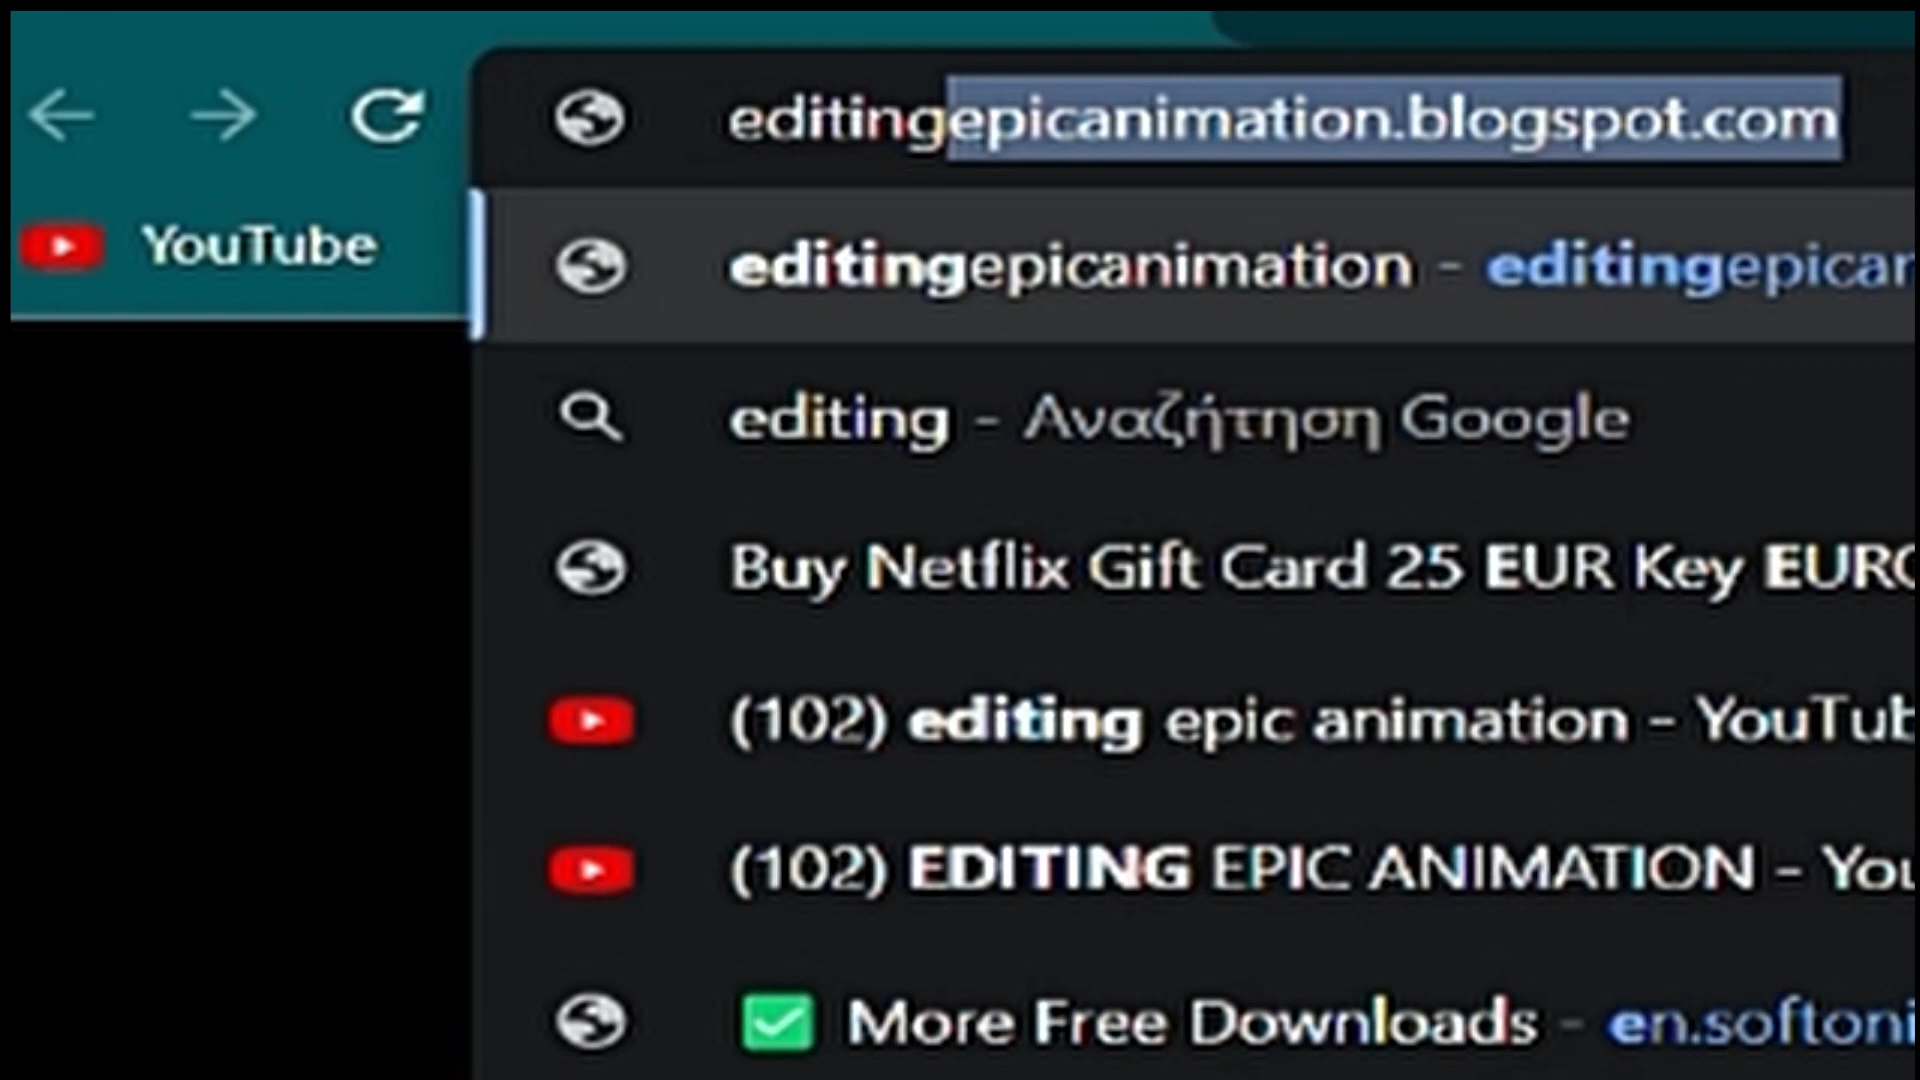 editingepicanimation.blogspot.com
YouTube
editingepicanimation - editingepican
editing - Αναζήτηση Google
Buy Netflix Gift Card 25 EUR Key EURO
(102) editing epic animation - YouTub
(102) EDITING EPIC ANIMATION - You
✅ More Free Downloads - en.softoni